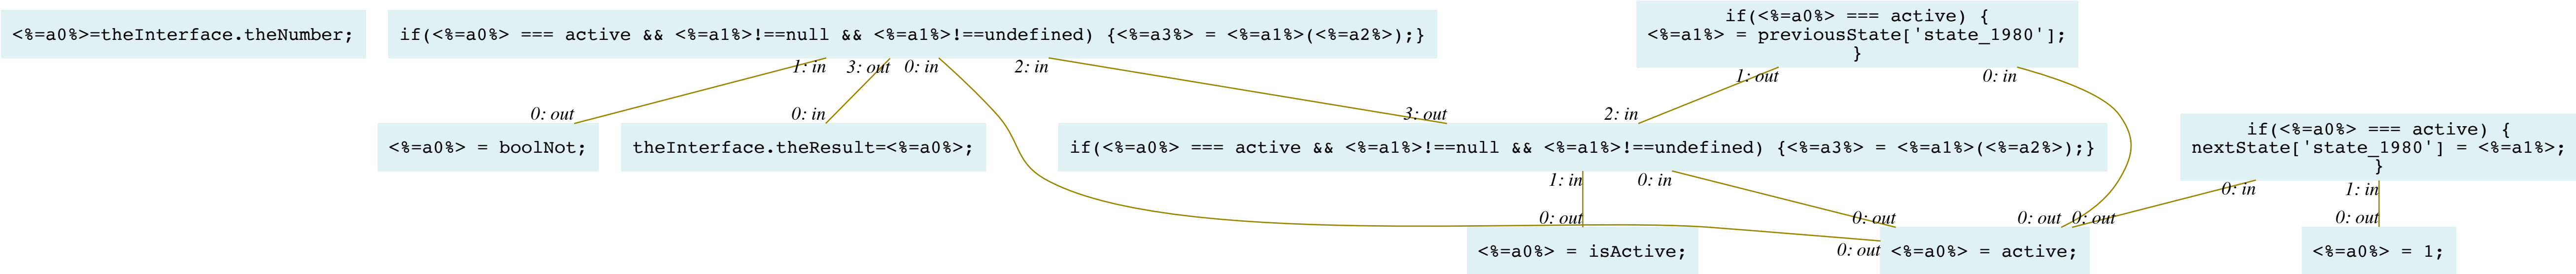 <%=a0%>=theInterface.theNumber;
if(<%=a0%> === active && <%=a1%>!==null && <%=a1%>!==undefined) {<%=a3%> = <%=a1%>(<%=a2%>);}
if(<%=a0%> === active) {
<%=a1%> = previousState['state_1980'];
}
1: in
3: out
0: in
2: in
1: out
0: in
0: out
0: in
3: out
2: in
<%=a0%> = boolNot;
theInterface.theResult=<%=a0%>;
if(<%=a0%> === active && <%=a1%>!==null && <%=a1%>!==undefined) {<%=a3%> = <%=a1%>(<%=a2%>);}
if(<%=a0%> === active) {
nextState['state_1980'] = <%=a1%>;
}
1: in
0: in
0: in
1: in
0: out
0: out
0: out
0: out
0: out
0: out
<%=a0%> = isActive;
<%=a0%> = active;
<%=a0%> = 1;